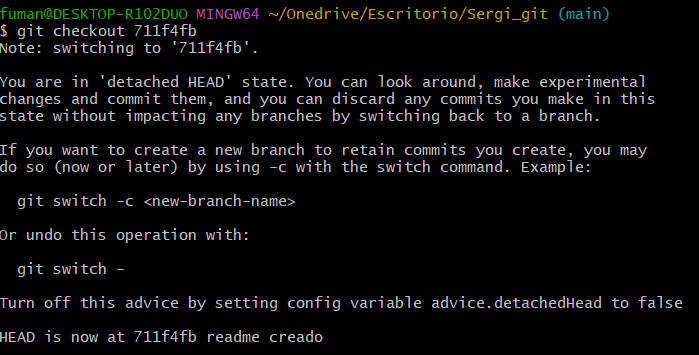 fuman@DESKTOP-R102DUO MINGW64 ~/Onedrive/Escritorio/Sergi_git (main)
$ git checkout 711f4fb
Note: switching to '711f4fb'.
You are in 'detached HEAD' state. You can look around, make experimental
changes and commit them, and you can discard any commits you make in this
state without impacting any branches by switching back to a branch.
If you want to create a new branch to retain commits you create, you may
do so (now or later) by using -c with the switch command. Example:
git switch -c <new-branch-name>
Or undo this operation with:
git switch -
Turn off this advice by setting config variable advice.detachedHead to false
HEAD is now at 711f4fb readme creado